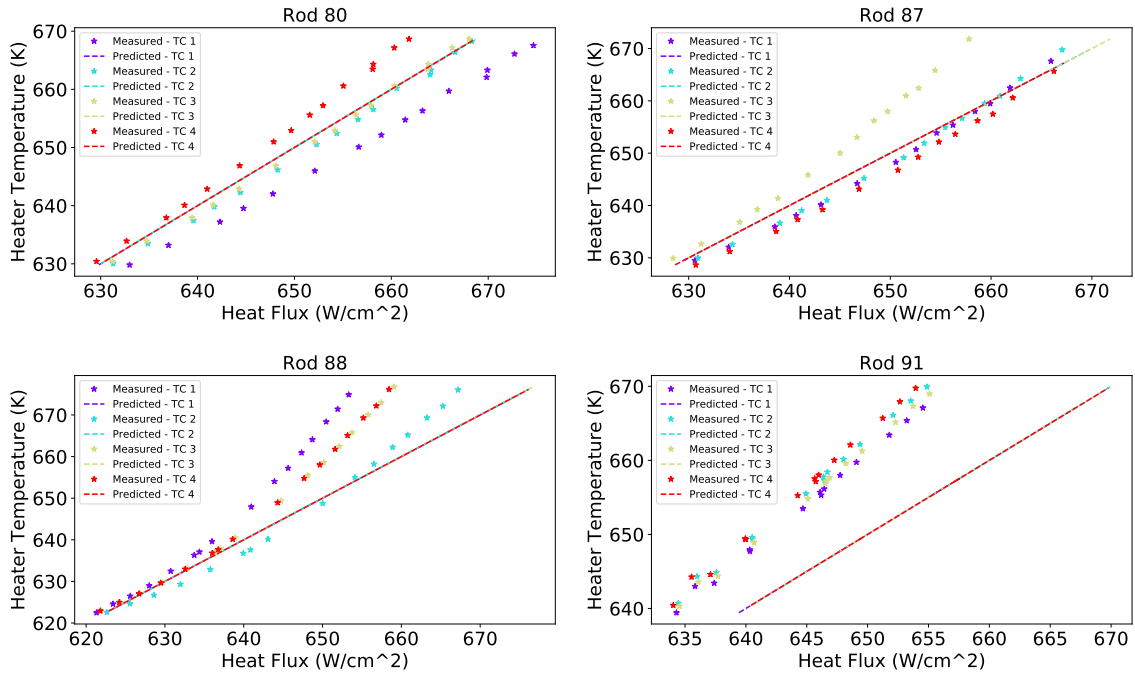 Rod 80
Heater Temperature (K)
670
660
650
640
630
Measured - TC 1
Predicted - TC 1
Measured - TC 2
Predicted - TC 2
Measured - TC 3
Predicted - TC 3
Measured - TC 4
Predicted - TC 4
630 640 650 660 670
Heat Flux (W/cm^2)
Rod 87
Heater Temperature (K)
670
660
650
640
630
Measured - TC 1
Predicted - TC 1
Measured - TC 2
Predicted - TC 2
Measured - TC 3
Predicted - TC 3
Measured - TC 4
Predicted - TC 4
630 640 650 660 670
Heat Flux (W/cm^2)
Rod 88
Heater Temperature (K)
670
660
650
640
630
620
Measured - TC 1
Predicted - TC 1
Measured - TC 2
Predicted - TC 2
Measured - TC 3
Predicted - TC 3
Measured - TC 4
Predicted - TC 4
620 630 640 650 660 670
Heat Flux (W/cm^2)
Rod 91
Heater Temperature (K)
670
660
650
640
Measured - TC 1
Predicted - TC 1
Measured - TC 2
Predicted - TC 2
Measured - TC 3
Predicted - TC 3
Measured - TC 4
Predicted - TC 4
635 640 645 650 655 660 665 670
Heat Flux (W/cm^2)